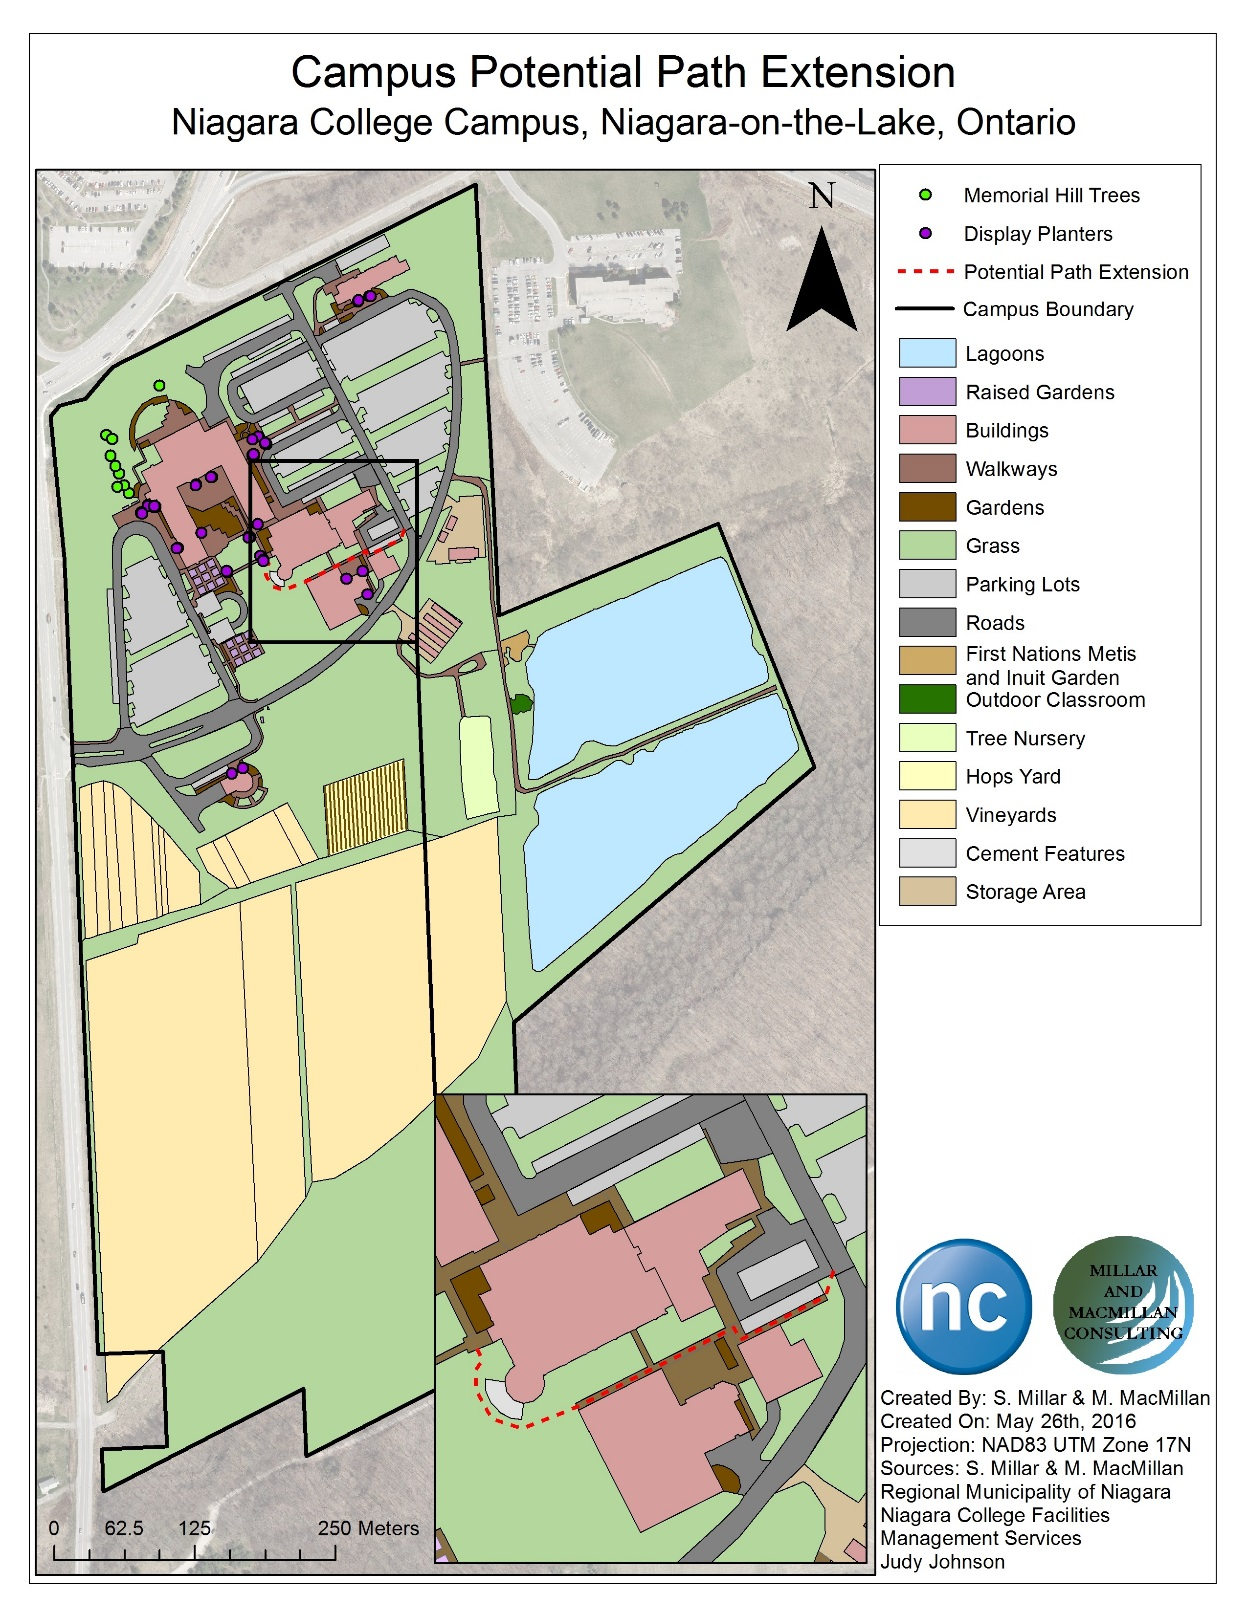 Campus Potential Path Extension
Niagara College Campus, Niagara-on-the-Lake, Ontario
N
Memorial Hill Trees
Display Planters
Potential Path Extension
Campus Boundary
Lagoons
Raised Gardens
Buildings
Walkways
Gardens
Grass
Parking Lots
Roads
First Nations Metis
and Inuit Garden
Outdoor Classroom
Tree Nursery
Hops Yard
Vineyards
Cement Features
Storage Area
nc
MILLAR
AND
MACMILLAN
CONSULTING
Created By: S. Millar & M. MacMillan
Created On: May 26th, 2016
Projection: NAD83 UTM Zone 17N
Sources: S. Millar & M. MacMillan
Regional Municipality of Niagara
Niagara College Facilities
Management Services
Judy Johnson
0 62.5 125 250 Meters